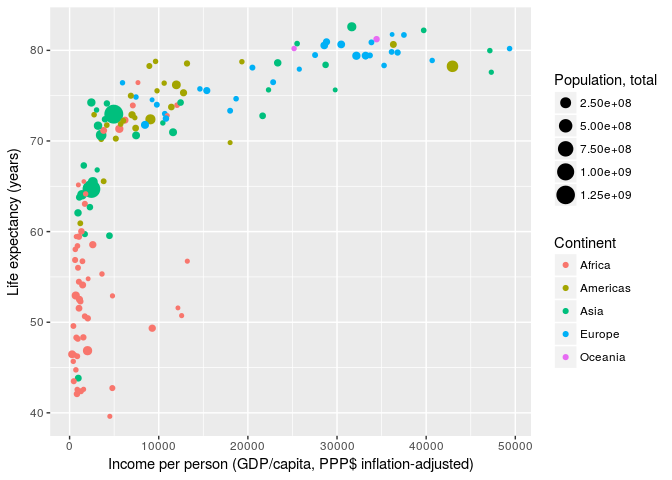 80
70
60
50
40
Life expectancy (years)
0
10000
20000
30000
40000
50000
Income per person (GDP/capita, PPP$ inflation-adjusted)
Population, total
2.50e+08
5.00e+08
7.50e+08
1.00e+09
1.25e+09
Continent
Africa
Americas
Asia
Europe
Oceania